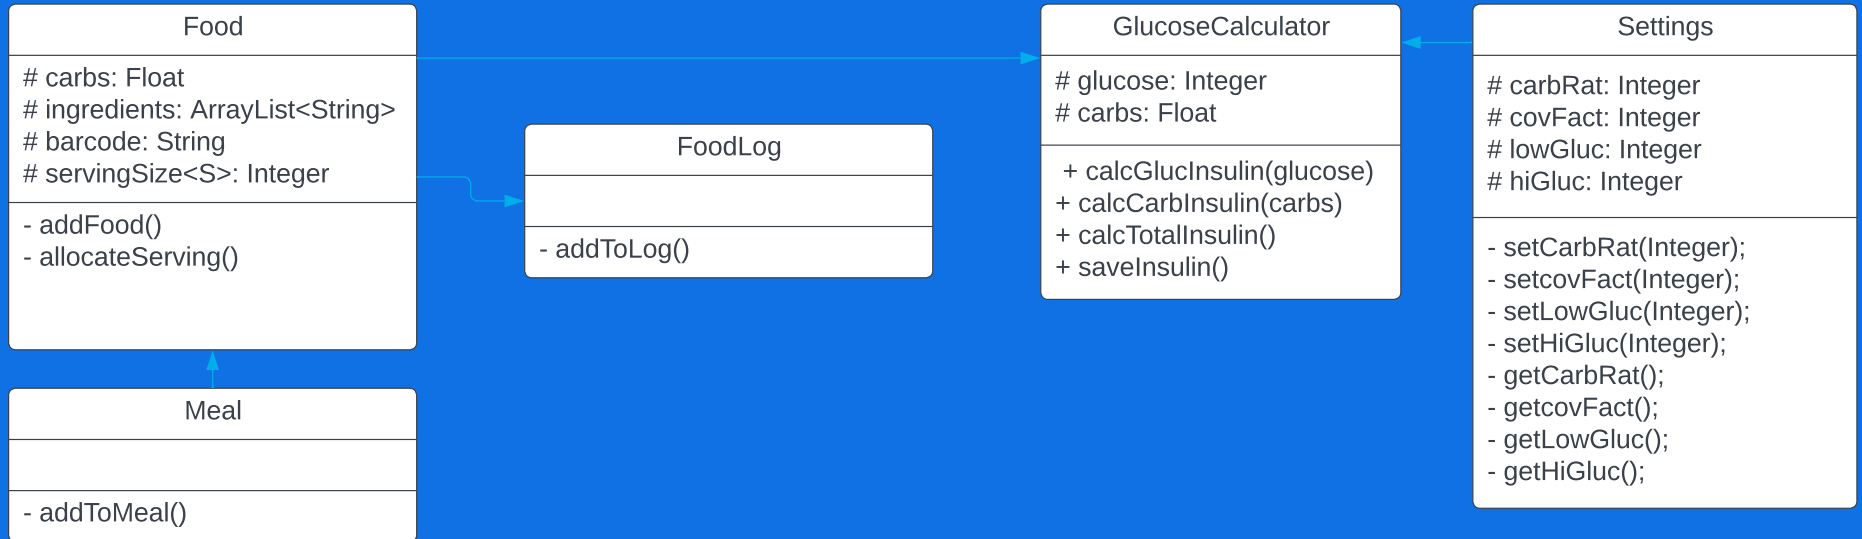 Food
# carbs: Float
# ingredients: ArrayList<String>
# barcode: String
# servingSize<S>: Integer
- addFood()
- allocateServing()
Meal
- addToMeal()
FoodLog
- addToLog()
GlucoseCalculator
# glucose: Integer
# carbs: Float
+ calcGlucInsulin(glucose)
+ calcCarbInsulin(carbs)
+ calcTotalInsulin()
+ saveInsulin()
Settings
# carbRat: Integer
# covFact: Integer
# lowGluc: Integer
# hiGluc: Integer
- setCarbRat(Integer);
- setcovFact(Integer);
- setLowGluc(Integer);
- setHiGluc(Integer);
- getCarbRat();
- getcovFact();
- getLowGluc();
- getHiGluc();